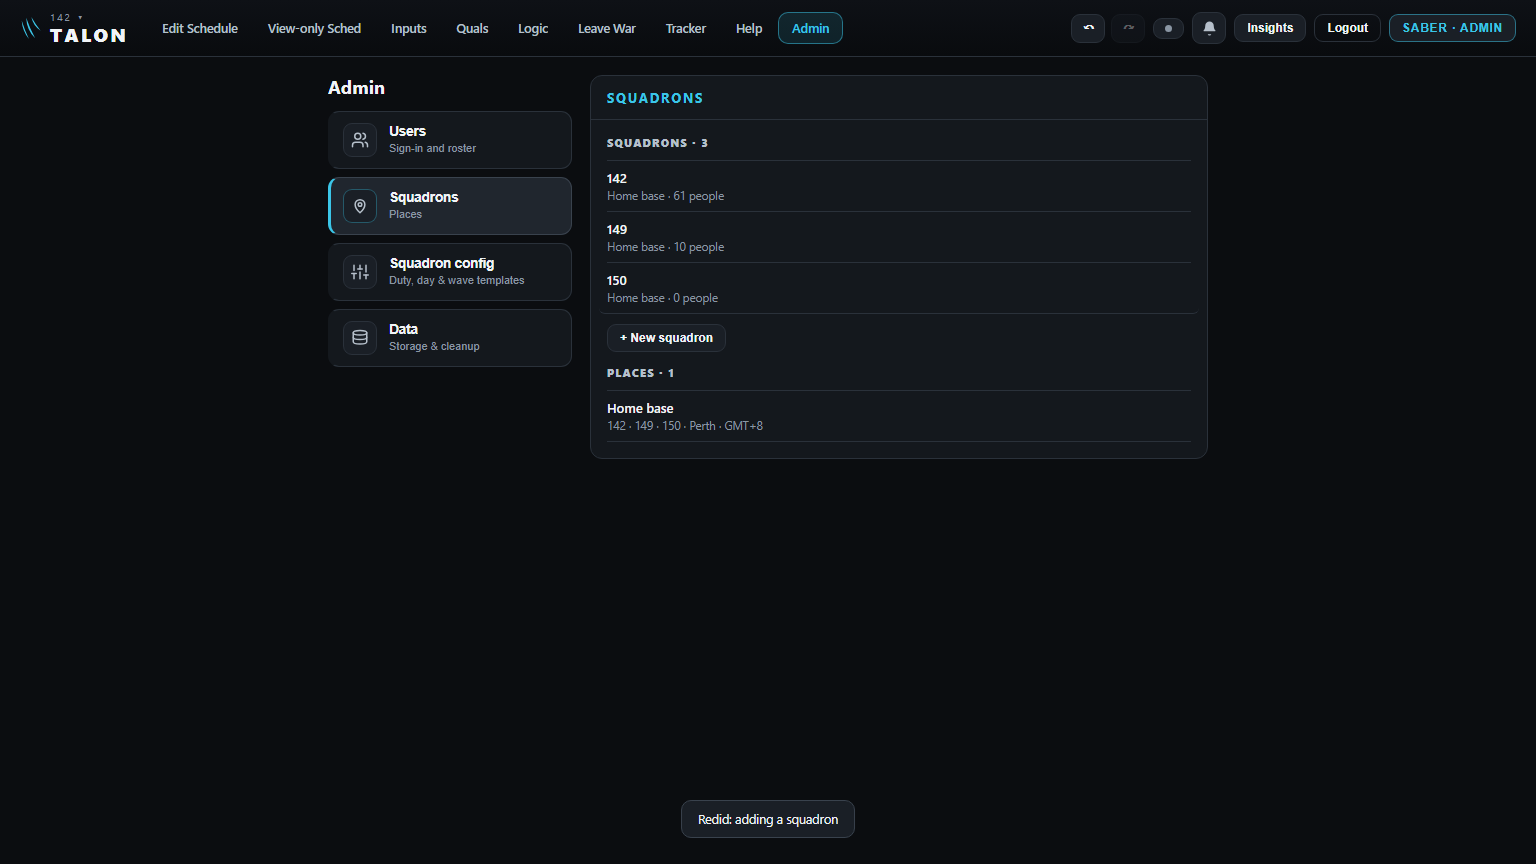 142 ▾
TALON
Edit Schedule
View-only Sched
Inputs
Quals
Logic
Leave War
Tracker
Help
Admin
Insights
Logout
SABER · ADMIN
Admin
Users
Sign-in and roster
Squadrons
Places
Squadron config
Duty, day & wave templates
Data
Storage & cleanup
SQUADRONS
SQUADRONS · 3
142
Home base · 61 people
149
Home base · 10 people
150
Home base · 0 people
+ New squadron
PLACES · 1
Home base
142 · 149 · 150 · Perth · GMT+8
Redid: adding a squadron